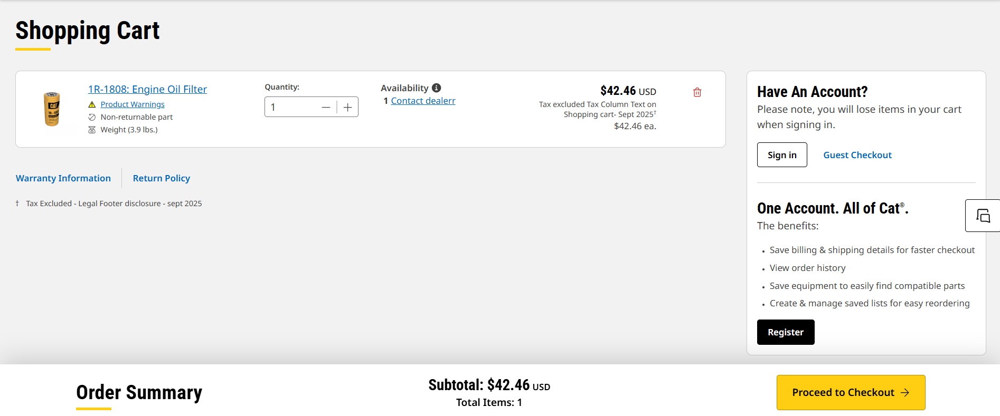 Shopping Cart
1R-1808: Engine Oil Filter
Product Warnings
Non-returnable part
Weight (3.9 lbs.)
Quantity:
1
Availability
1 Contact dealerr
$42.46 USD
Tax excluded Tax Column Text on
Shopping cart- Sept 2025†
$42.46 ea.
Warranty Information
Return Policy
† Tax Excluded - Legal Footer disclosure - sept 2025
Have An Account?
Please note, you will lose items in your cart
when signing in.
Sign in
Guest Checkout
One Account. All of Cat®.
The benefits:
• Save billing & shipping details for faster checkout
• View order history
• Save equipment to easily find compatible parts
• Create & manage saved lists for easy reordering
Register
Order Summary
Subtotal: $42.46 USD
Total Items: 1
Proceed to Checkout →
CAT